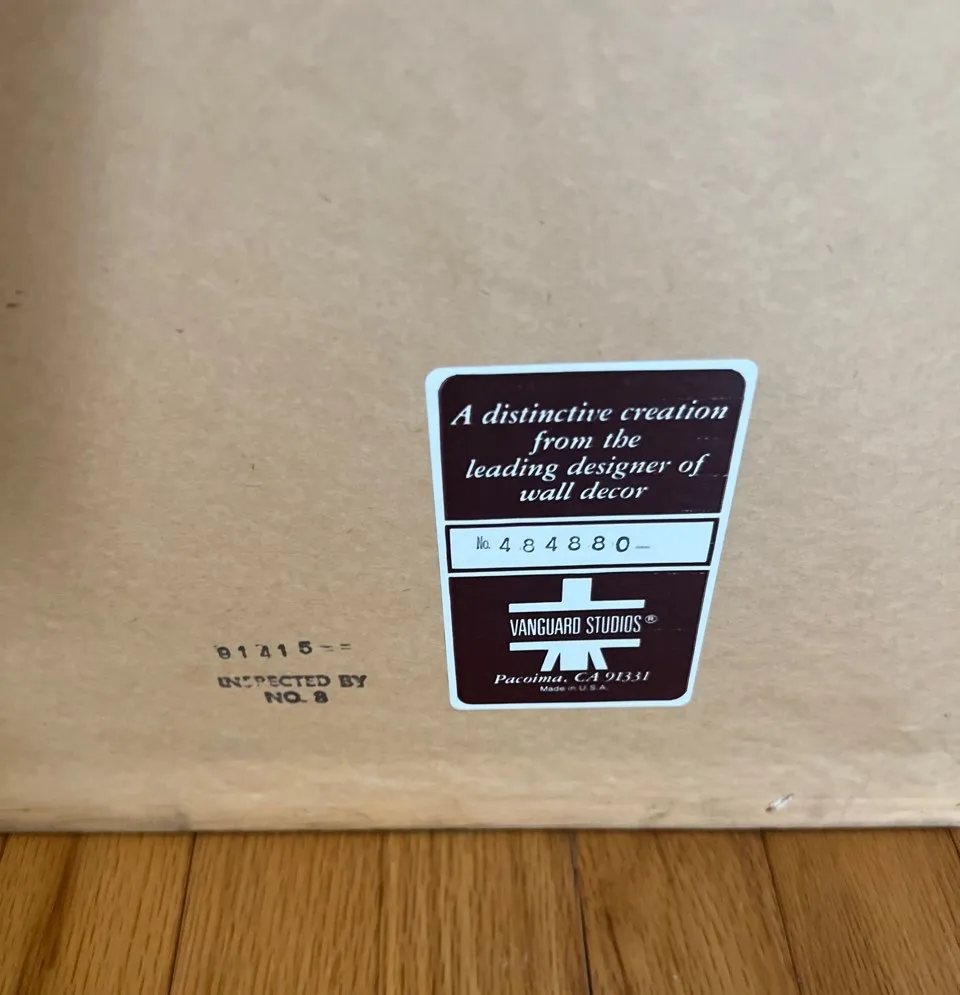 A distinctive creation
from the
leading designer of
wall decor
No. 484880-
VANGUARD STUDIOS®
Pacoima, CA 91331
Made in U.S.A.
91415--
INSPECTED BY
NO. 8